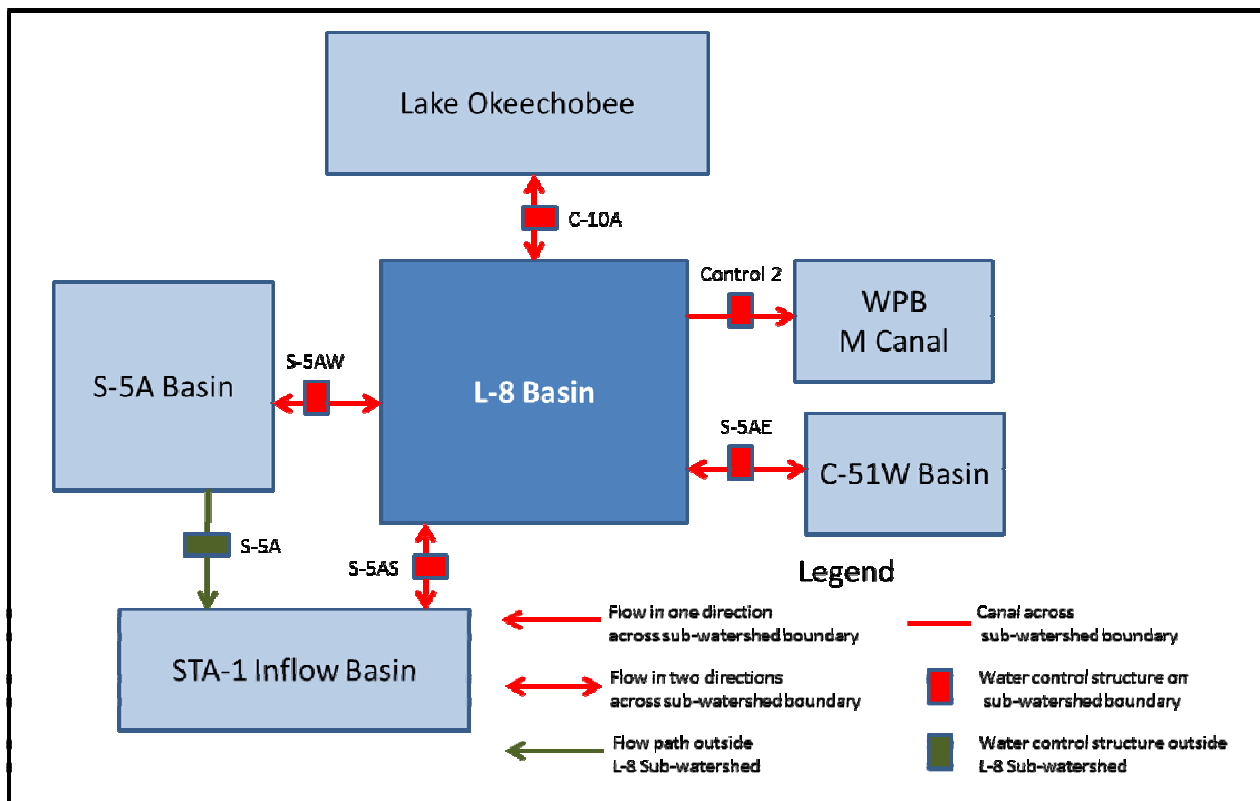 Lake Okeechobee
C-10A
Control 2
WPB
M Canal
S-5AW
S-5A Basin
L-8 Basin
S-5AE
C-51W Basin
S-5A
S-5AS
STA-1 Inflow Basin
Legend
Flow in one direction
across sub-watershed boundary
Canal across
sub-watershed boundary
Flow in two directions
across sub-watershed boundary
Water control structure on
sub-watershed boundary
Flow path outside
L-8 Sub-watershed
Water control structure outside
L-8 Sub-watershed